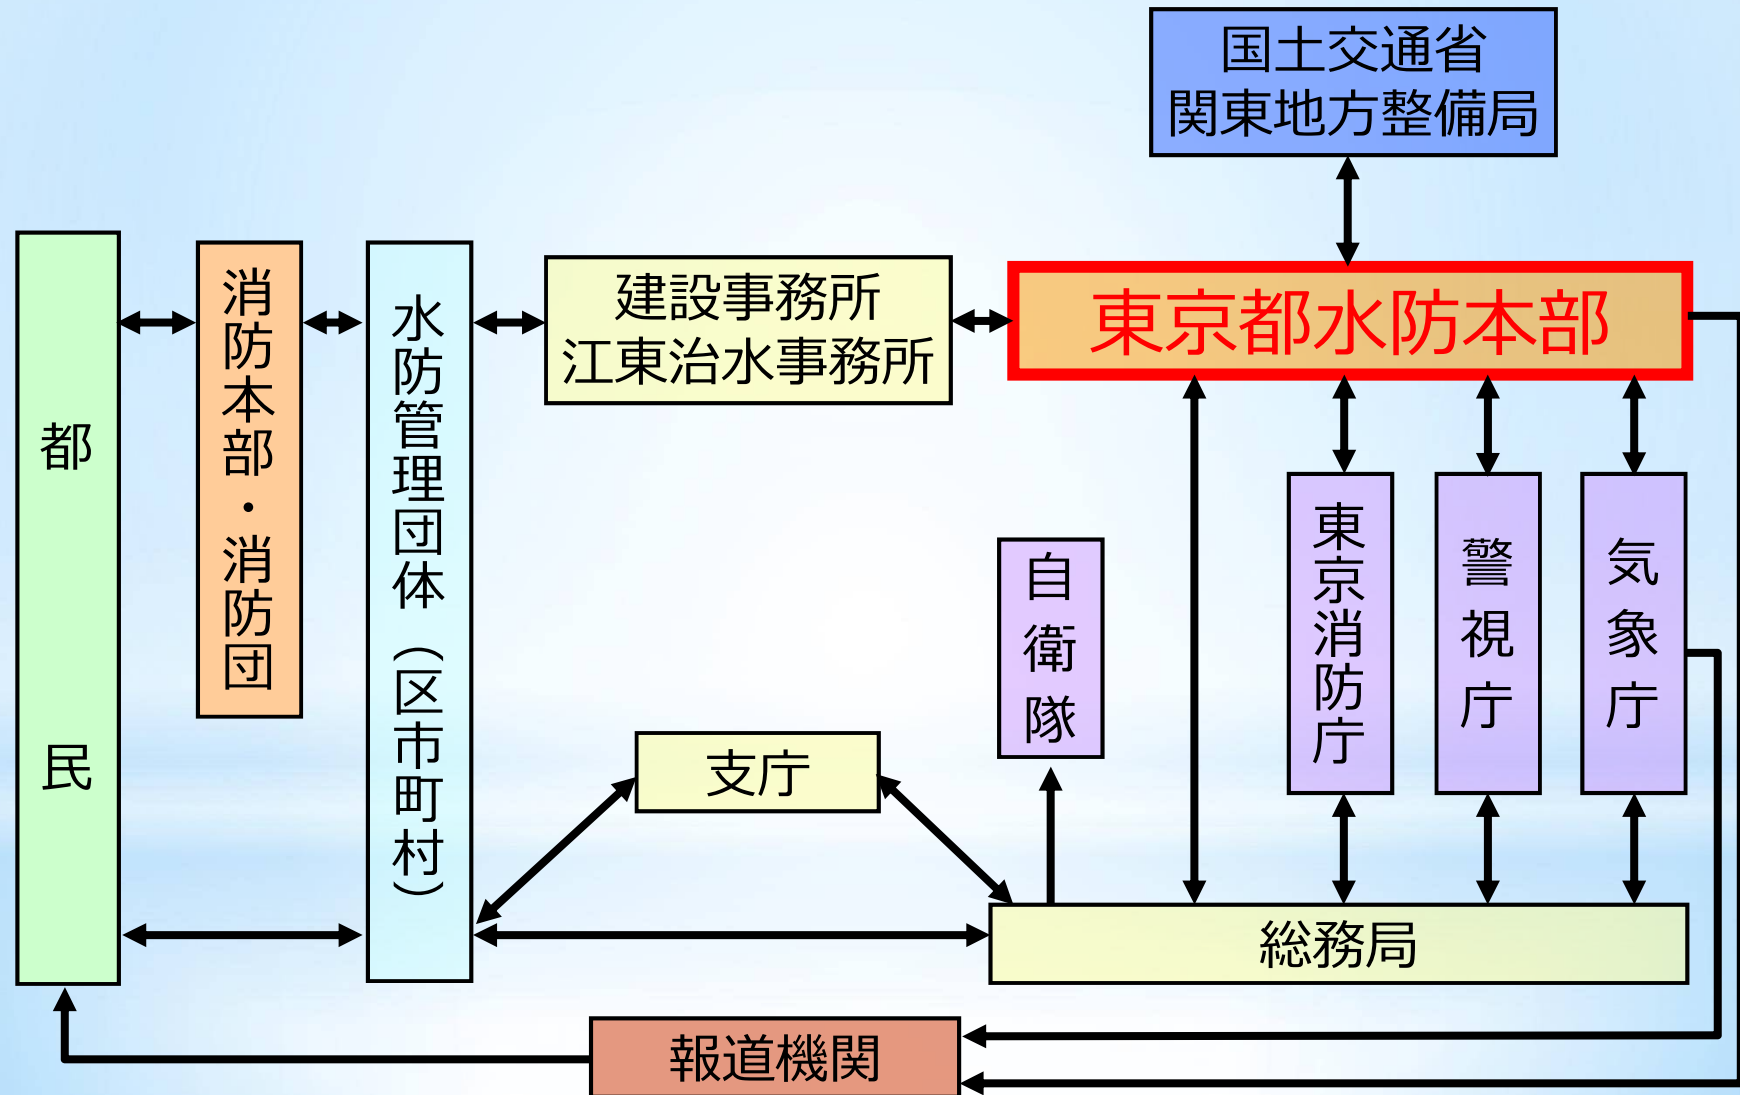 国土交通省
関東地方整備局
東京都水防本部
建設事務所
江東治水事務所
水防管理団体（区市町村）
消防本部・消防団
都民
自衛隊
東京消防庁
警視庁
気象庁
支庁
総務局
報道機関